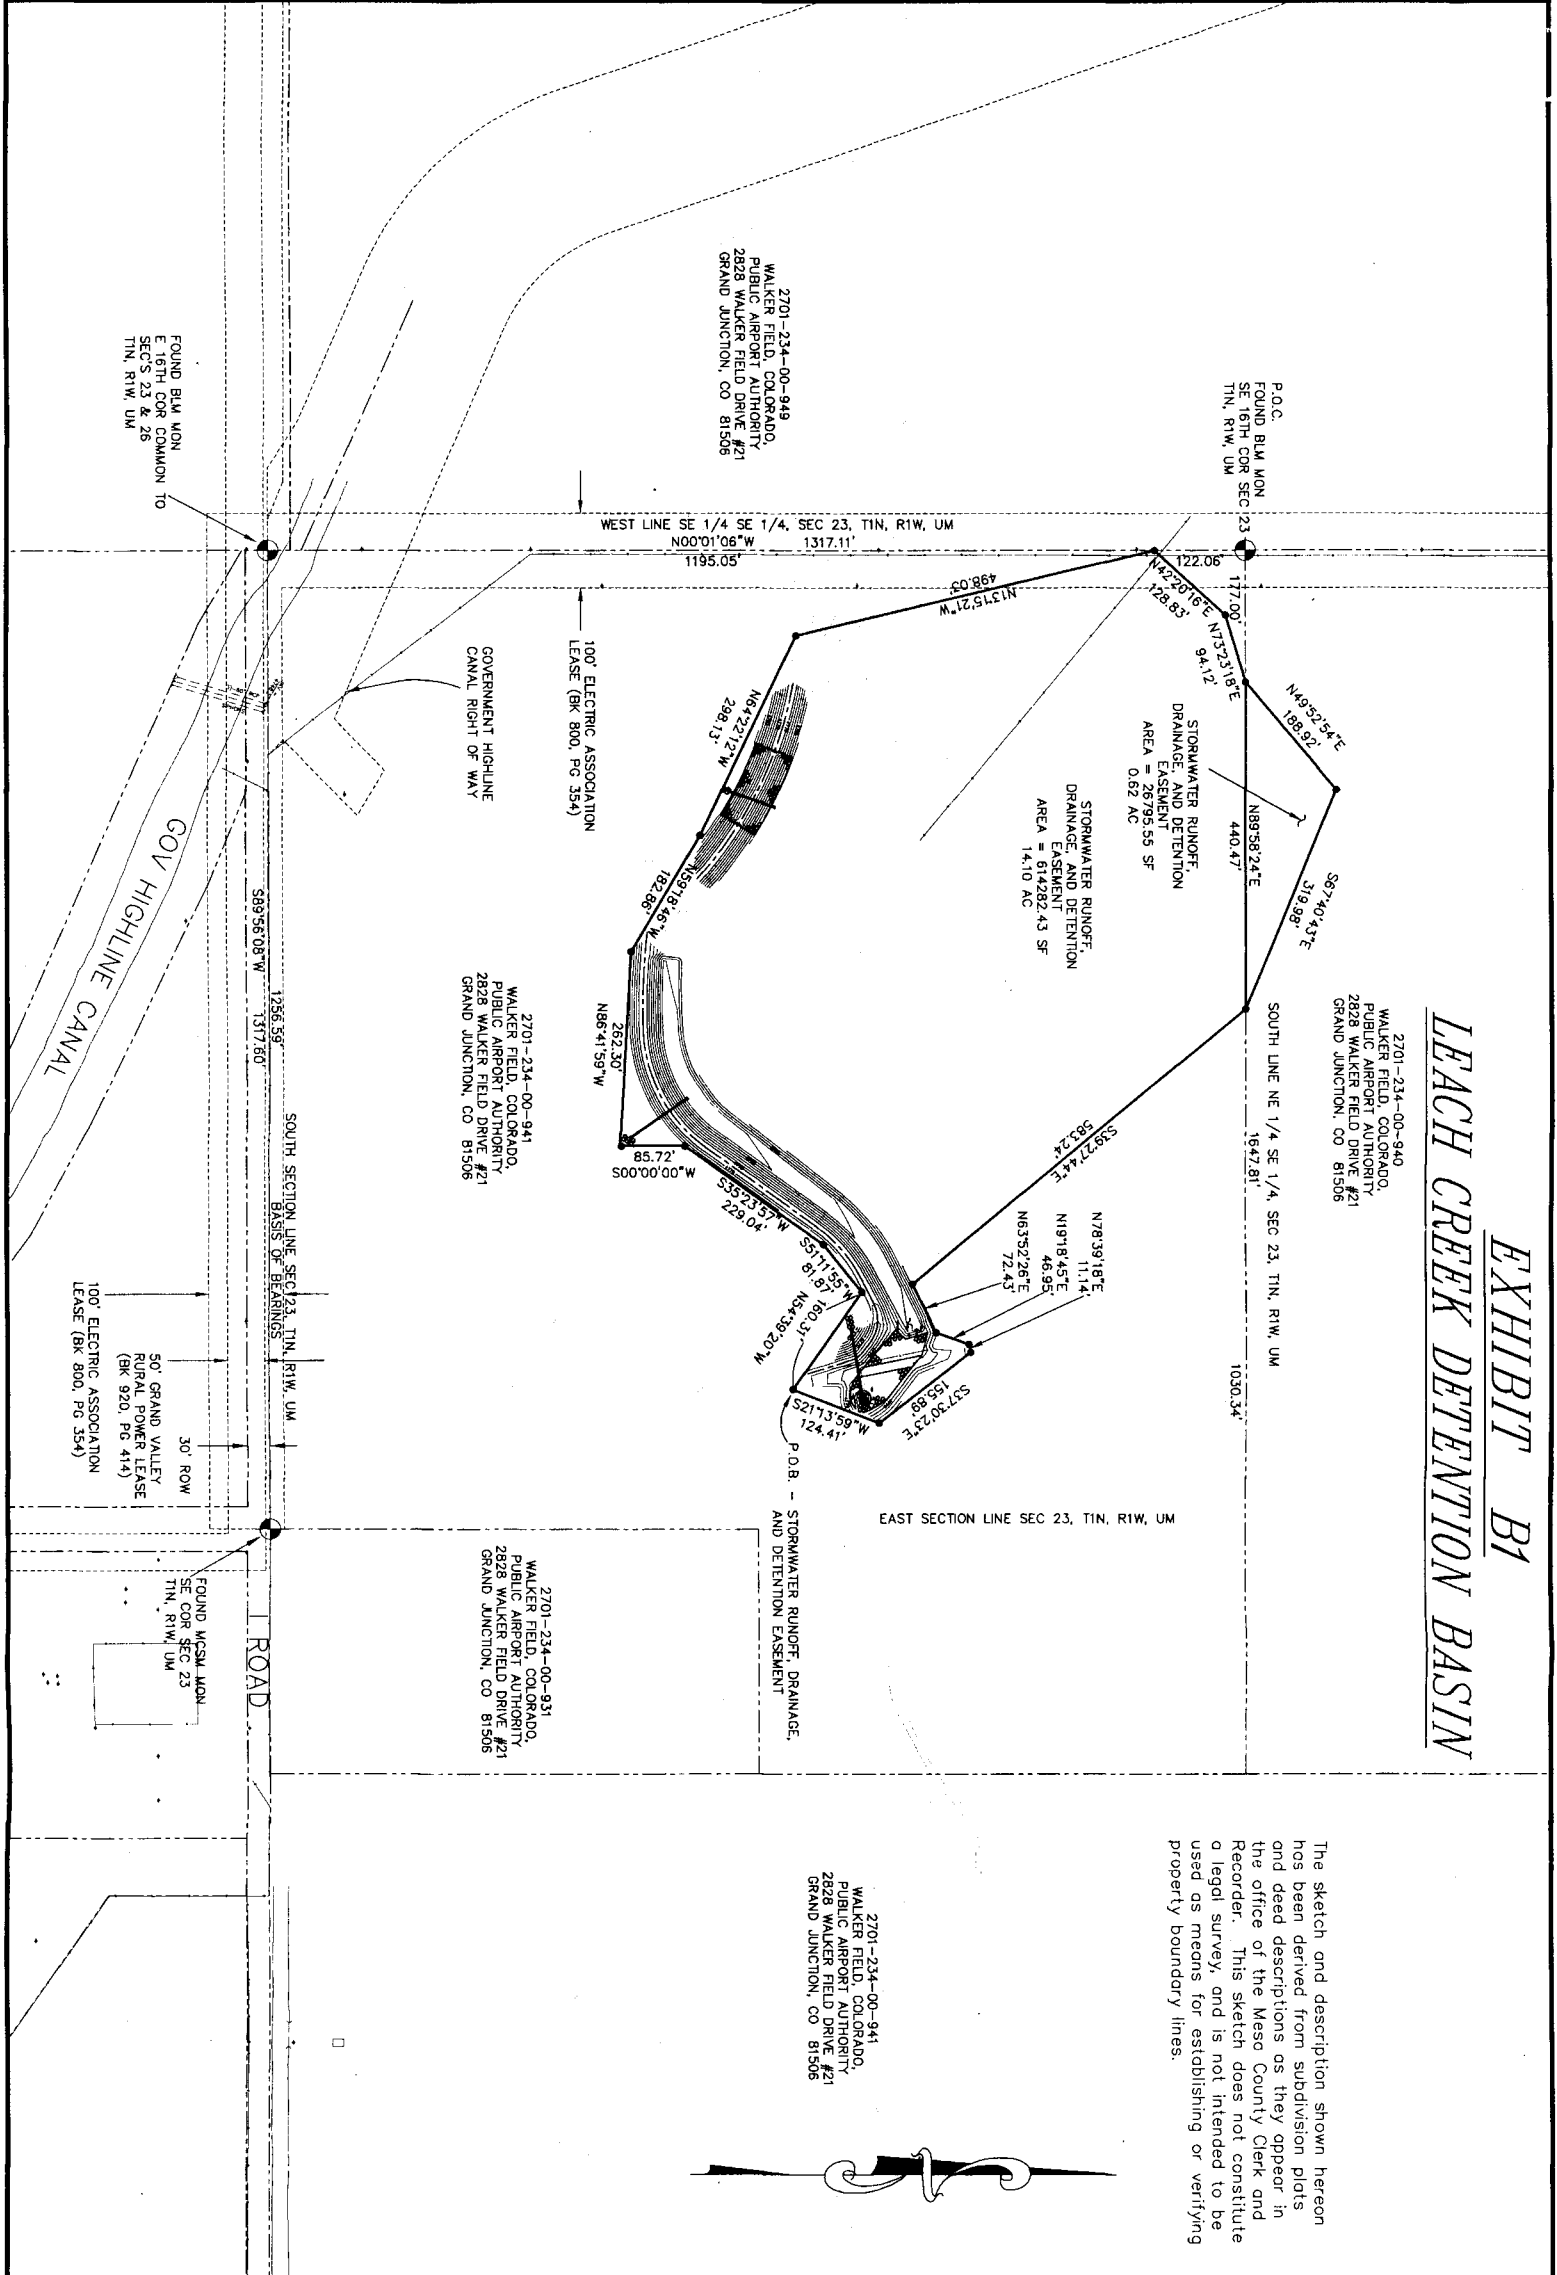 EXHIBIT B1
LEACH CREEK DETENTION BASIN
The sketch and description shown hereon
has been derived from subdivision plats
and deed descriptions as they appear in
the office of the Mesa County Clerk and
Recorder. This sketch does not constitute
a legal survey, and is not intended to be
used as means for establishing or verifying
property boundary lines.
2701-234-00-940
WALKER FIELD, COLORADO,
PUBLIC AIRPORT AUTHORITY
2828 WALKER FIELD DRIVE #21
GRAND JUNCTION, CO 81506
P.O.C.
FOUND BLM MON
SE 16TH COR SEC 23
T1N, R1W, UM
177.00'
N73°23'18"E
94.12'
N49°52'54"E
188.92'
S67°40'43"E
319.98'
N89°58'24"E
440.47'
SOUTH LINE NE 1/4 SE 1/4, SEC 23, T1N, R1W, UM
1647.81'
1030.34'
122.06'
N42°20'16"E
128.83'
STORMWATER RUNOFF,
DRAINAGE, AND DETENTION
EASEMENT
AREA = 26795.55 SF
0.62 AC
STORMWATER RUNOFF,
DRAINAGE, AND DETENTION
EASEMENT
AREA = 614282.43 SF
14.10 AC
S39°27'44"E
583.24'
N78°39'18"E
11.14'
N19°18'45"E
46.95'
N63°52'26"E
72.43'
S37°30'23"E
155.89'
S21°13'59"W
124.41'
N54°39'20"W
160.31'
S51°11'55"W
81.87'
S35°23'57"W
229.04'
S00°00'00"W
85.72'
262.30'
N86°41'59"W
N59°18'46"W
182.86'
N64°22'12"W
298.13'
N13°15'21"W
498.03'
WEST LINE SE 1/4 SE 1/4, SEC 23, T1N, R1W, UM
N00°01'06"W 1317.11'
1195.05'
EAST SECTION LINE SEC 23, T1N, R1W, UM
P.O.B. - STORMWATER RUNOFF, DRAINAGE,
AND DETENTION EASEMENT
2701-234-00-949
WALKER FIELD, COLORADO,
PUBLIC AIRPORT AUTHORITY
2828 WALKER FIELD DRIVE #21
GRAND JUNCTION, CO 81506
2701-234-00-941
WALKER FIELD, COLORADO,
PUBLIC AIRPORT AUTHORITY
2828 WALKER FIELD DRIVE #21
GRAND JUNCTION, CO 81506
100' ELECTRIC ASSOCIATION
LEASE (BK 800, PG 354)
GOVERNMENT HIGHLINE
CANAL RIGHT OF WAY
2701-234-00-941
WALKER FIELD, COLORADO,
PUBLIC AIRPORT AUTHORITY
2828 WALKER FIELD DRIVE #21
GRAND JUNCTION, CO 81506
2701-234-00-931
WALKER FIELD, COLORADO,
PUBLIC AIRPORT AUTHORITY
2828 WALKER FIELD DRIVE #21
GRAND JUNCTION, CO 81506
SOUTH SECTION LINE SEC 23, T1N, R1W, UM
BASIS OF BEARINGS
1256.59'
S89°56'08"W 1317.60'
I ROAD
GOV HIGHLINE CANAL
FOUND BLM MON
E 16TH COR COMMON TO
SEC'S 23 & 26
T1N, R1W, UM
FOUND MCSM MON
SE COR SEC 23
T1N, R1W, UM
30' ROW
50' GRAND VALLEY
RURAL POWER LEASE
(BK 920, PG 414)
100' ELECTRIC ASSOCIATION
LEASE (BK 800, PG 354)